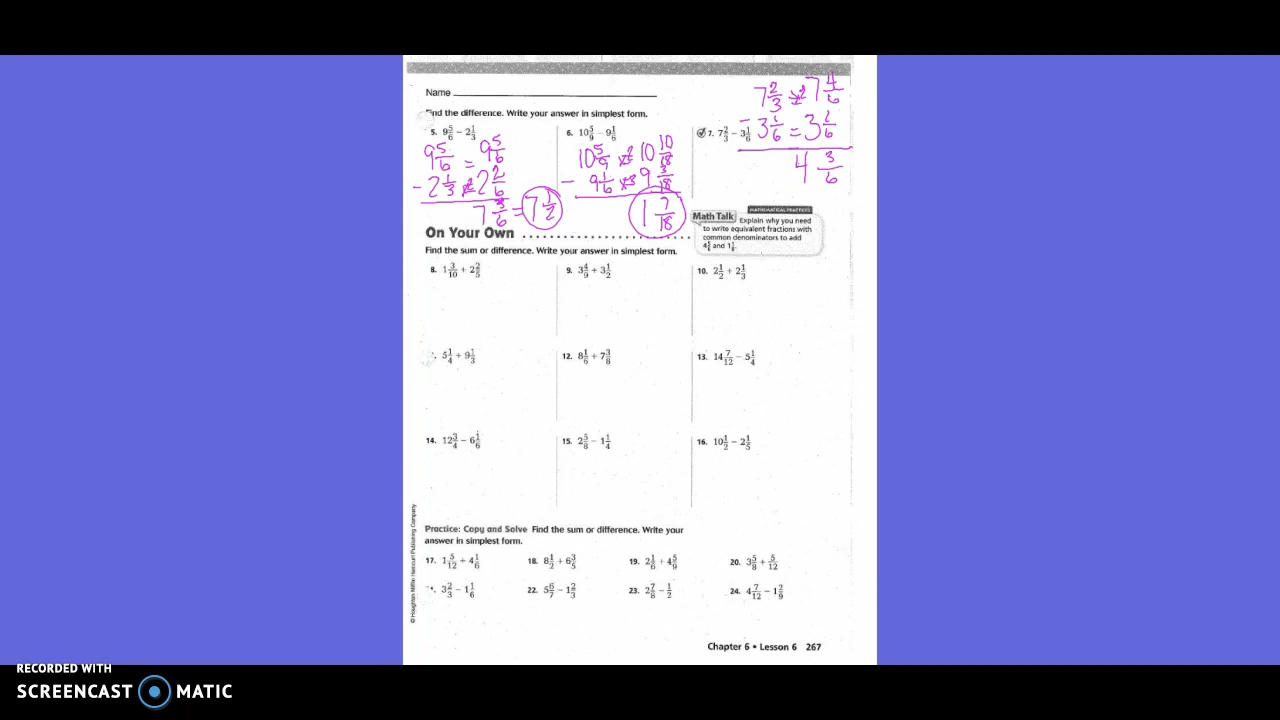 Name
Find the difference. Write your answer in simplest form.
5. 9 5/6 − 2 1/3
6. 10 5/9 − 9 1/6
7. 7 2/3 − 3 1/6
9 5/6 = 9 5/6
- 2 1/3 x2 2 2/6
7 3/6 = 7 1/2
10 5/9 x2 10 10/18
- 9 1/6 x3 9 3/18
1 7/18
7 2/3 x2 7 4/6
- 3 1/6 = 3 1/6
4 3/6
MATHEMATICAL PRACTICES
Math Talk Explain why you need
to write equivalent fractions with
common denominators to add
and
On Your Own
Find the sum or difference. Write your answer in simplest form.
8. 1 3/10 + 2 2/5
9. 3 4/9 + 3 1/2
10. 2 1/2 + 2 1/3
. 5 1/4 + 9 1/3
12. 8 1/6 + 7 3/8
13. 14 7/12 − 5 1/4
14. 12 3/4 − 6 1/6
15. 2 5/8 − 1 1/4
16. 10 1/2 − 2 1/5
Practice: Copy and Solve Find the sum or difference. Write your
answer in simplest form.
17. 1 5/12 + 4 1/6
18. 8 1/2 + 6 3/5
19. 2 1/6 + 4 5/9
20. 3 5/8 + 5/12
. 3 2/3 − 1 1/6
22. 5 6/7 − 1 2/3
23. 2 7/8 − 1/2
24. 4 7/12 − 1 2/9
© Houghton Mifflin Harcourt Publishing Company
Chapter 6 • Lesson 6 267
RECORDED WITH
SCREENCAST MATIC